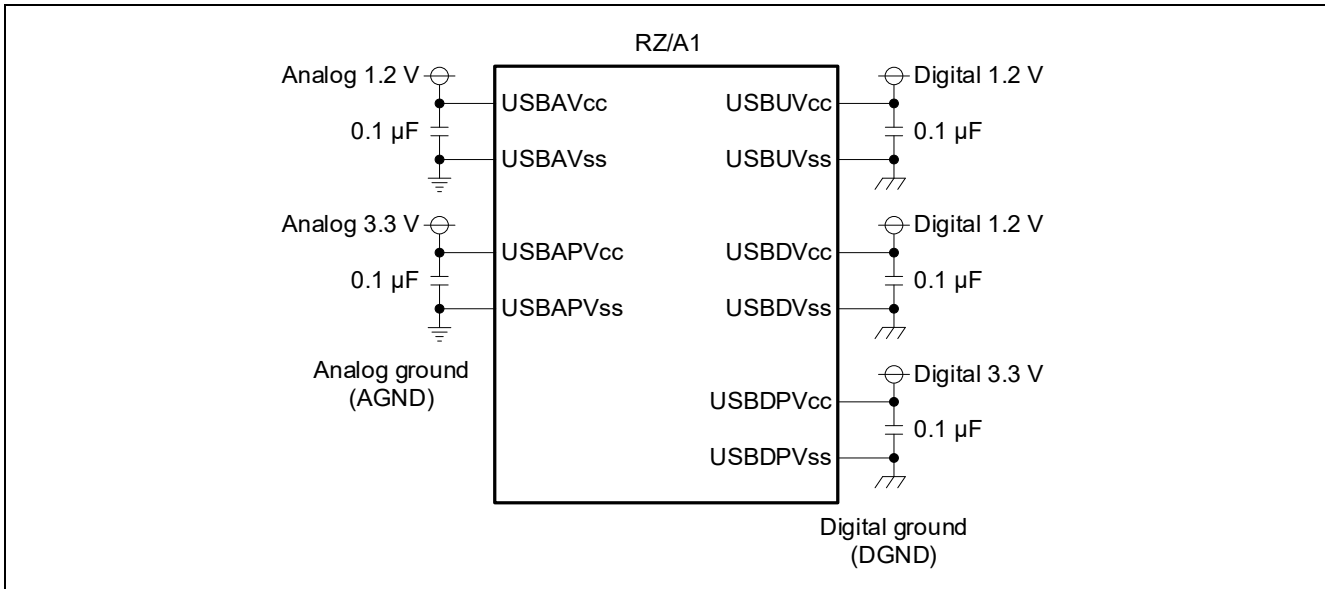 RZ/A1
Analog 1.2 V
USBAVcc
0.1 µF
USBAVss
Analog 3.3 V
USBAPVcc
0.1 µF
USBAPVss
Analog ground
(AGND)
USBUVcc
Digital 1.2 V
0.1 µF
USBUVss
Digital 1.2 V
USBDVcc
0.1 µF
USBDVss
Digital 3.3 V
USBDPVcc
0.1 µF
USBDPVss
Digital ground
(DGND)